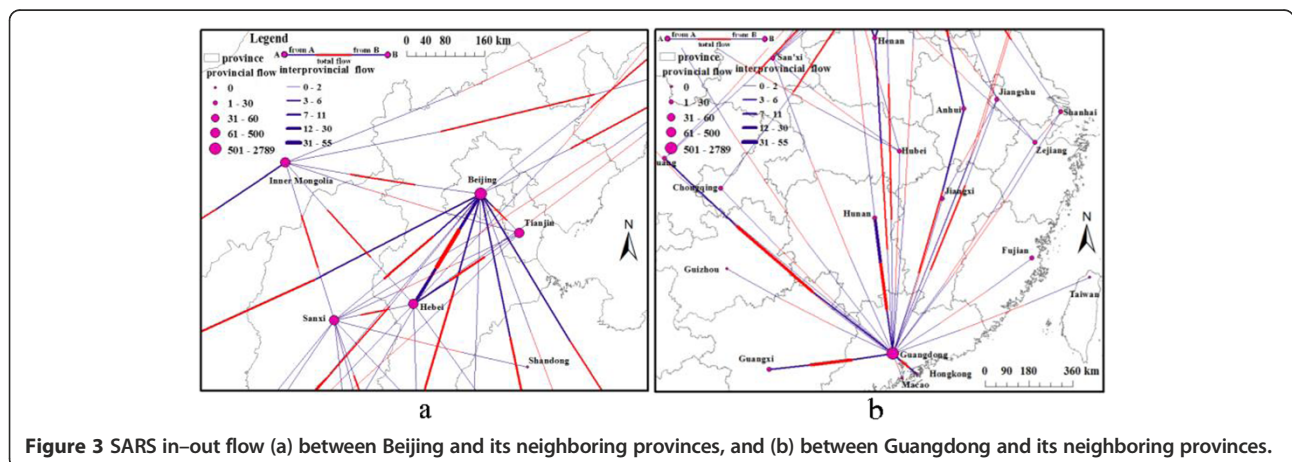 Legend
A from A from B B
total flow
0 40 80 160 km
province
provincial flow
interprovincial flow
0
1 - 30
31 - 60
61 - 500
501 - 2789
0 - 2
3 - 6
7 - 11
12 - 30
31 - 55
Inner Mongolia
Beijing
Tianjin
N
Hebei
Sanxi
Shandong
a
A from A from B B
total flow
province
provincial flow
interprovincial flow
0
1 - 30
31 - 60
61 - 500
501 - 2789
0 - 2
3 - 6
7 - 11
12 - 30
31 - 55
San'xi
Henan
Anhui
Jiangshu
Shanhai
Hubei
Zejiang
uang
Chongqing
Jiangxi
Hunan
N
Fujian
Guizhou
Taiwan
Guangdong
Guangxi
Hongkong
Macao
0 90 180 360 km
b
Figure 3 SARS in–out flow (a) between Beijing and its neighboring provinces, and (b) between Guangdong and its neighboring provinces.